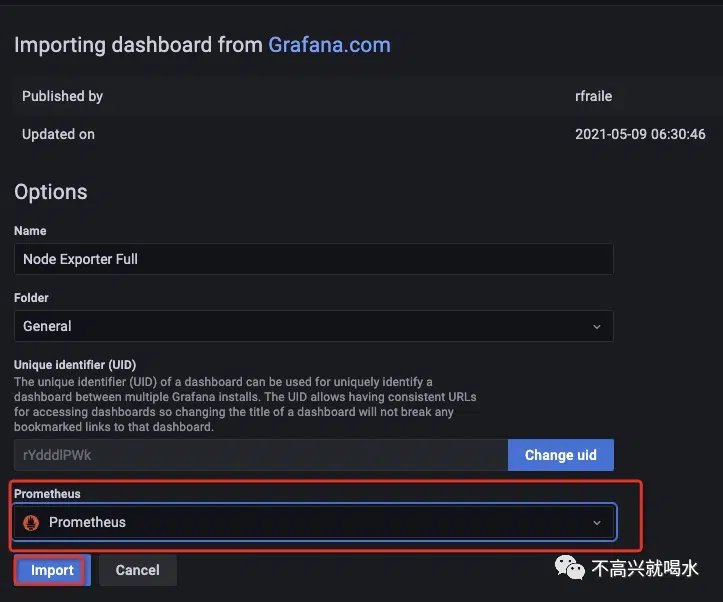 Importing dashboard from Grafana.com
Published by rfraile
Updated on 2021-05-09 06:30:46
Options
Name
Node Exporter Full
Folder
General
Unique identifier (UID)
The unique identifier (UID) of a dashboard can be used for uniquely identify a
dashboard between multiple Grafana installs. The UID allows having consistent URLs
for accessing dashboards so changing the title of a dashboard will not break any
bookmarked links to that dashboard.
rYdddlPWk Change uid
Prometheus
Prometheus
Import Cancel
不高兴就喝水